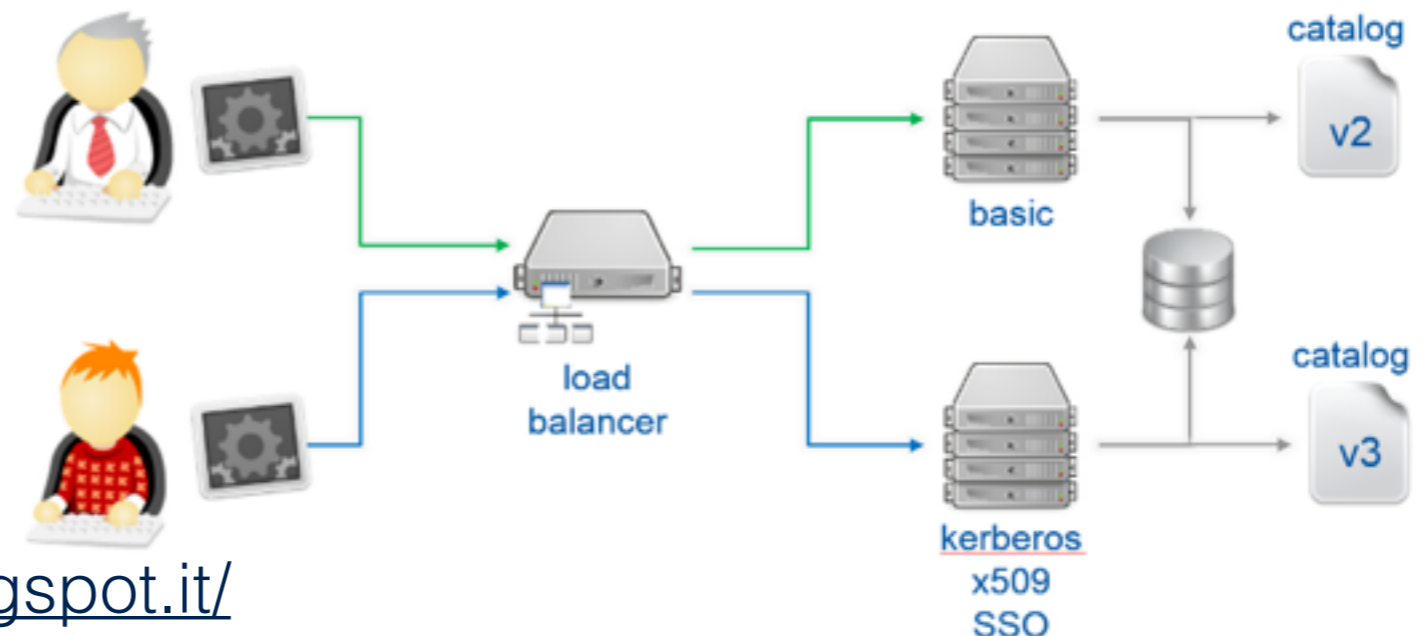 catalog
v2
basic
load
balancer
catalog
v3
kerberos
x509
SSO
gspot.it/